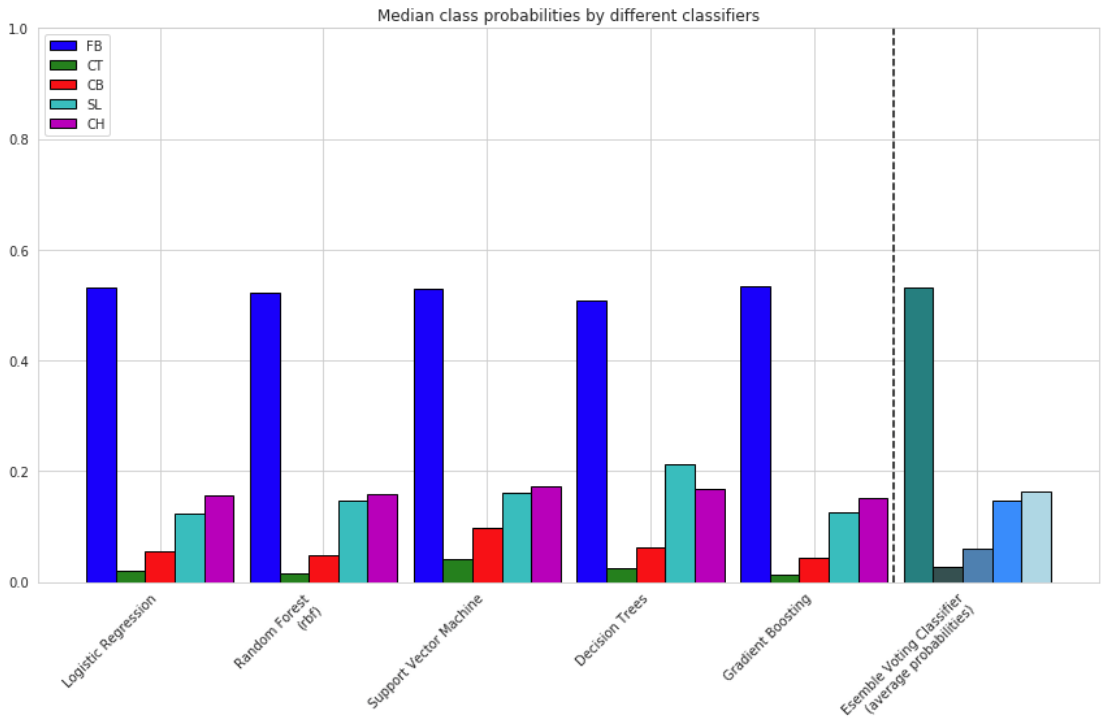 Median class probabilities by different classifiers
1.0
0.8
0.6
0.4
0.2
0.0
FB
CT
CB
SL
CH
Logistic Regression
Random Forest
(rbf)
Support Vector Machine
Decision Trees
Gradient Boosting
Esemble Voting Classifier
(average probabilities)